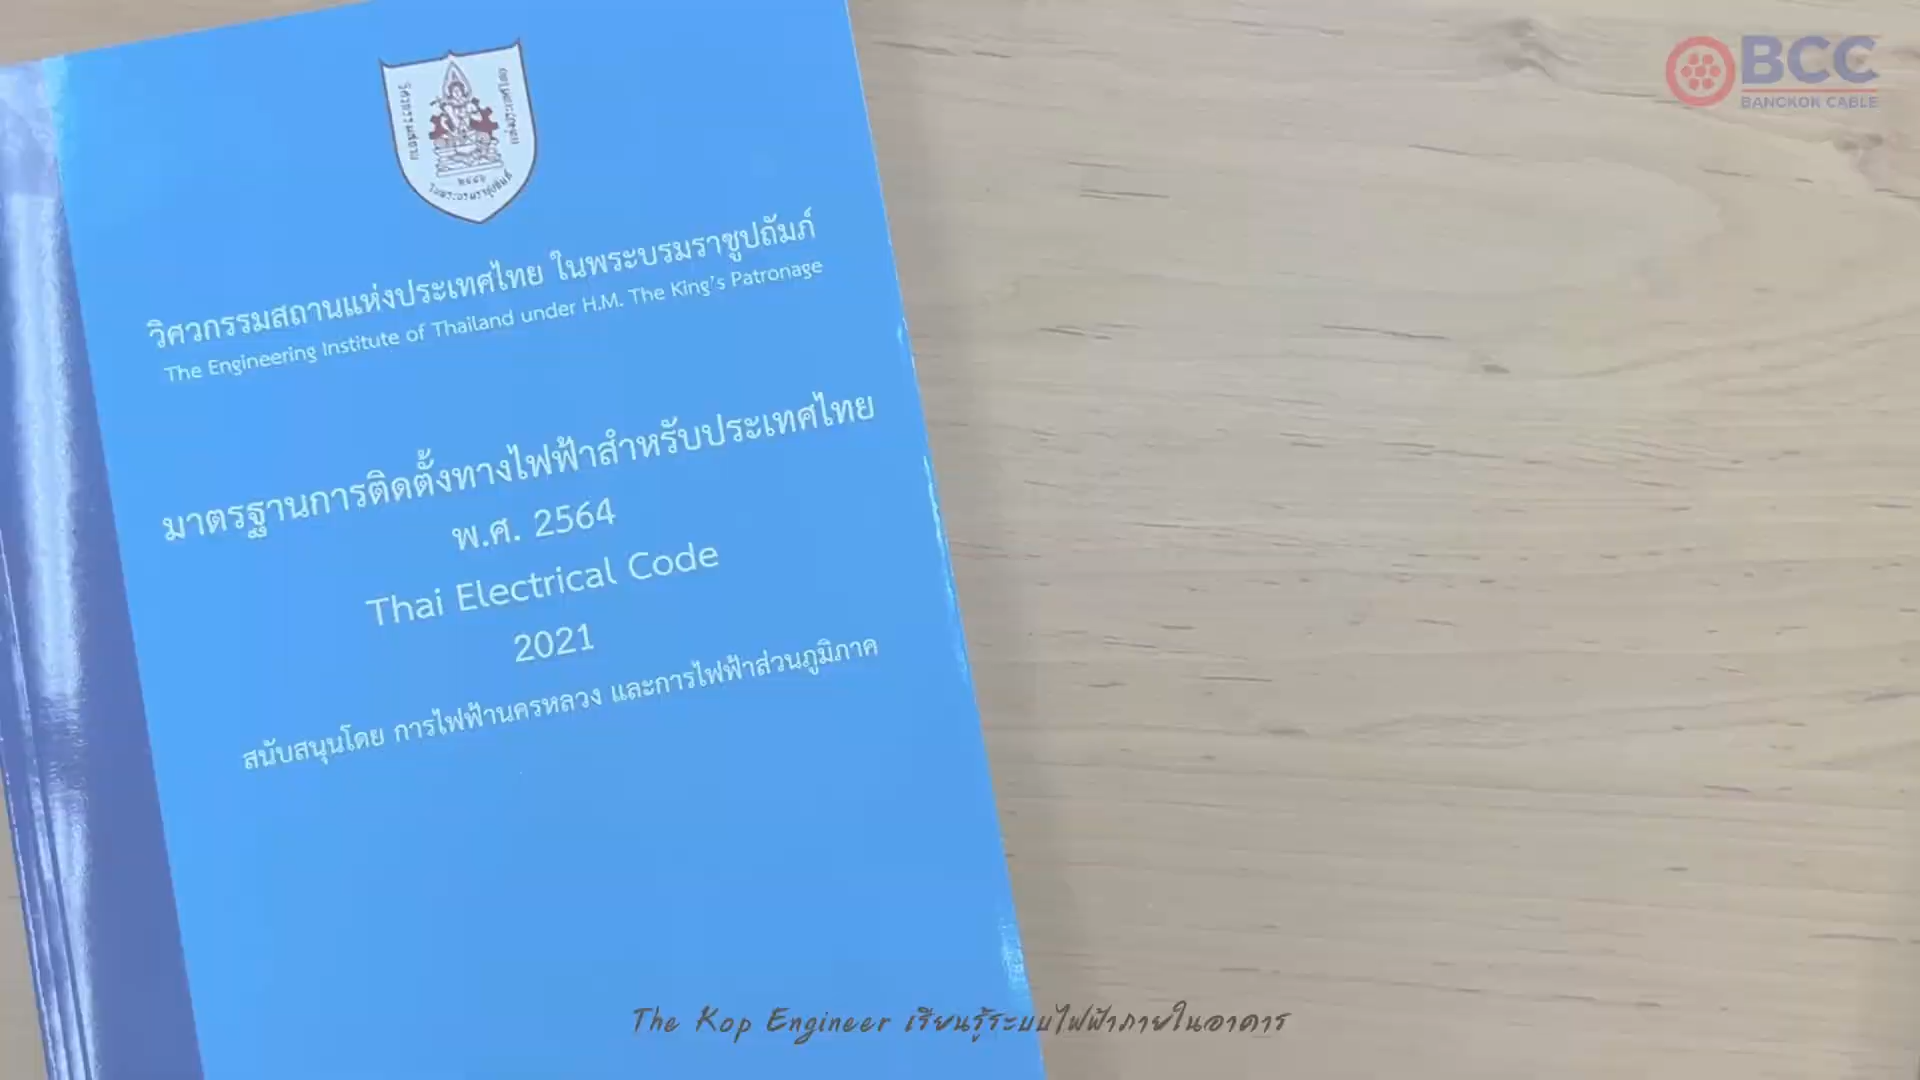 BCC
BANGKOK CABLE
วิศวกรรมสถานแห่งประเทศไทย ในพระบรมราชูปถัมภ์
The Engineering Institute of Thailand under H.M. The King's Patronage
มาตรฐานการติดตั้งทางไฟฟ้าสำหรับประเทศไทย
พ.ศ. 2564
Thai Electrical Code
2021
สนับสนุนโดย การไฟฟ้านครหลวง และการไฟฟ้าส่วนภูมิภาค
The Kop Engineer เรียนรู้ระบบไฟฟ้าภายในอาคาร